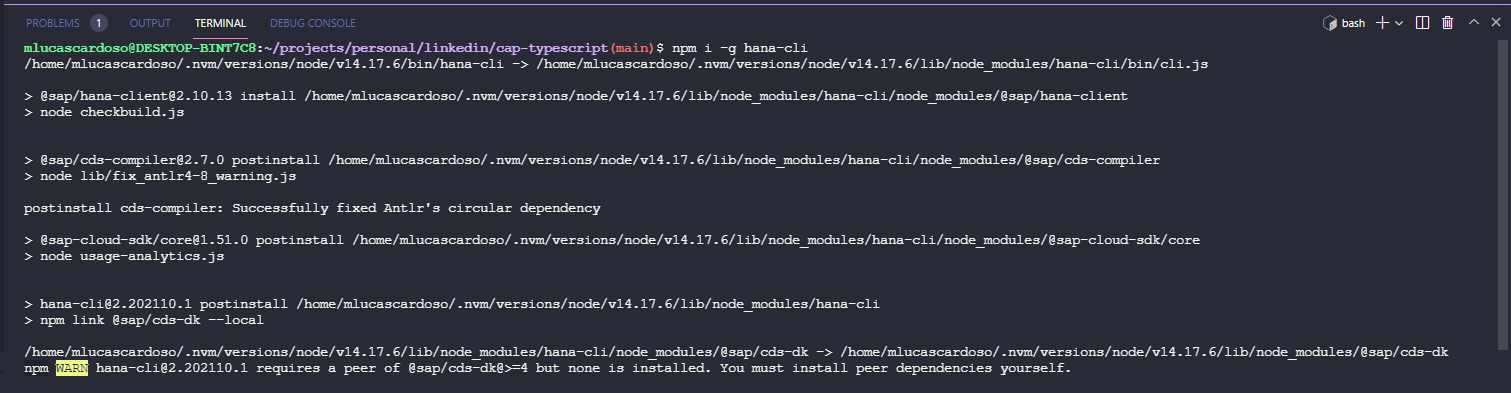 PROBLEMS 1 OUTPUT TERMINAL DEBUG CONSOLE bash
mlucascardoso@DESKTOP-BINT7C8:~/projects/personal/linkedin/cap-typescript(main)$ npm i -g hana-cli
/home/mlucascardoso/.nvm/versions/node/v14.17.6/bin/hana-cli -> /home/mlucascardoso/.nvm/versions/node/v14.17.6/lib/node_modules/hana-cli/bin/cli.js
> @sap/hana-client@2.10.13 install /home/mlucascardoso/.nvm/versions/node/v14.17.6/lib/node_modules/hana-cli/node_modules/@sap/hana-client
> node checkbuild.js
> @sap/cds-compiler@2.7.0 postinstall /home/mlucascardoso/.nvm/versions/node/v14.17.6/lib/node_modules/hana-cli/node_modules/@sap/cds-compiler
> node lib/fix_antlr4-8_warning.js
postinstall cds-compiler: Successfully fixed Antlr's circular dependency
> @sap-cloud-sdk/core@1.51.0 postinstall /home/mlucascardoso/.nvm/versions/node/v14.17.6/lib/node_modules/hana-cli/node_modules/@sap-cloud-sdk/core
> node usage-analytics.js
> hana-cli@2.202110.1 postinstall /home/mlucascardoso/.nvm/versions/node/v14.17.6/lib/node_modules/hana-cli
> npm link @sap/cds-dk --local
/home/mlucascardoso/.nvm/versions/node/v14.17.6/lib/node_modules/hana-cli/node_modules/@sap/cds-dk -> /home/mlucascardoso/.nvm/versions/node/v14.17.6/lib/node_modules/@sap/cds-dk
npm WARN hana-cli@2.202110.1 requires a peer of @sap/cds-dk@>=4 but none is installed. You must install peer dependencies yourself.